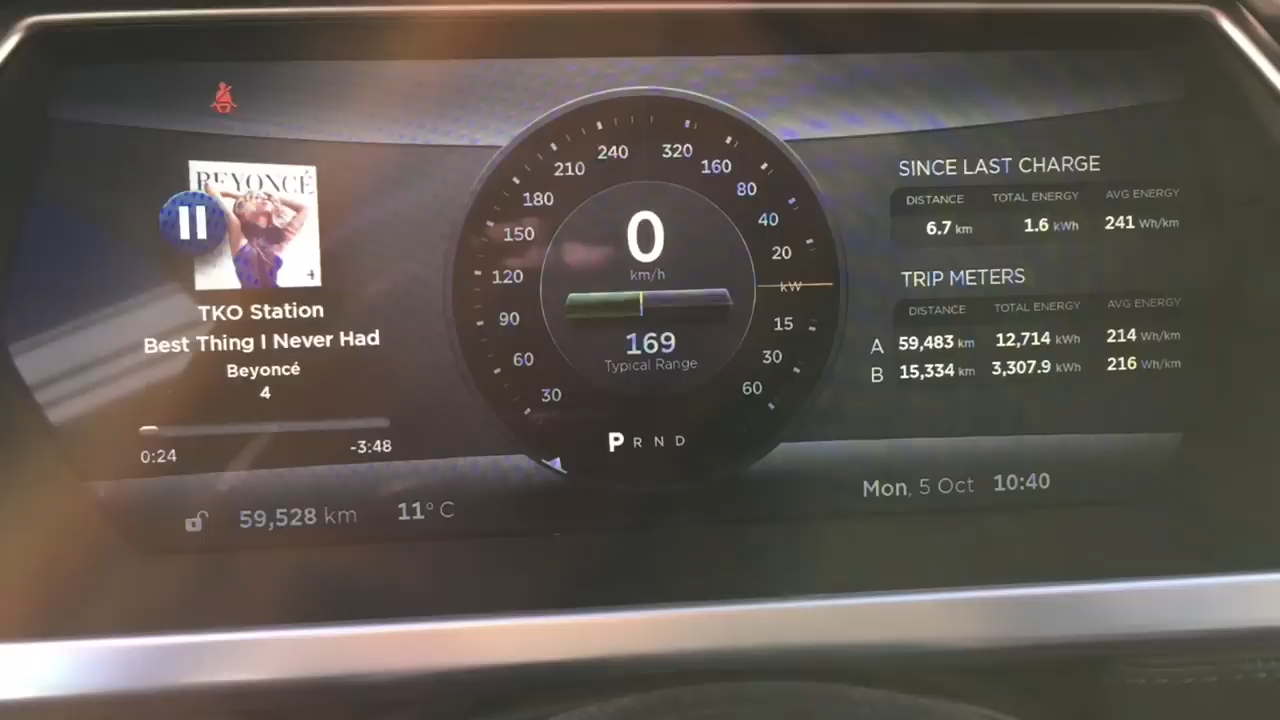 BEYONCÉ
4
TKO Station
Best Thing I Never Had
Beyoncé
4
0:24 -3:48
59,528 km 11° C
240 320
210 160
180 80
150 40
120 20
kW
90 15
60 30
30 60
0
km/h
169
Typical Range
P R N D
SINCE LAST CHARGE
DISTANCE TOTAL ENERGY AVG ENERGY
6.7 km 1.6 kWh 241 Wh/km
TRIP METERS
DISTANCE TOTAL ENERGY AVG ENERGY
A 59,483 km 12,714 kWh 214 Wh/km
B 15,334 km 3,307.9 kWh 216 Wh/km
Mon, 5 Oct 10:40